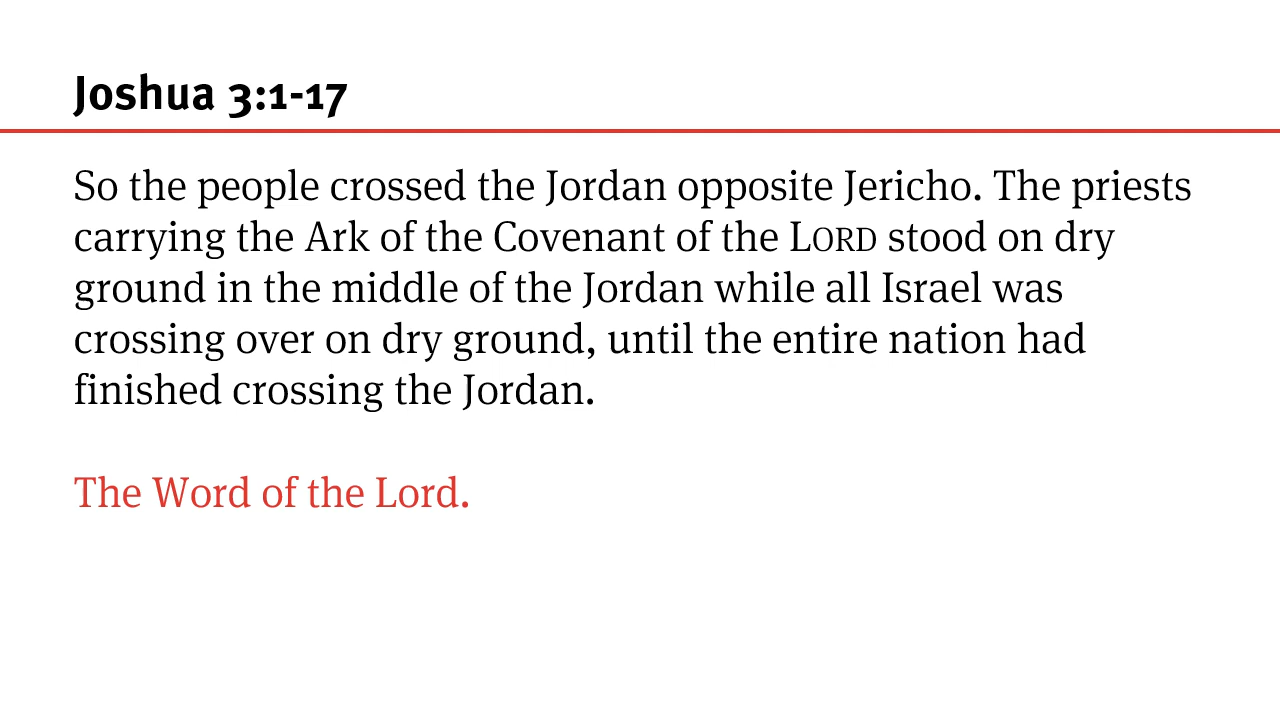 Joshua 3:1-17
So the people crossed the Jordan opposite Jericho. The priests
carrying the Ark of the Covenant of the LORD stood on dry
ground in the middle of the Jordan while all Israel was
crossing over on dry ground, until the entire nation had
finished crossing the Jordan.
The Word of the Lord.